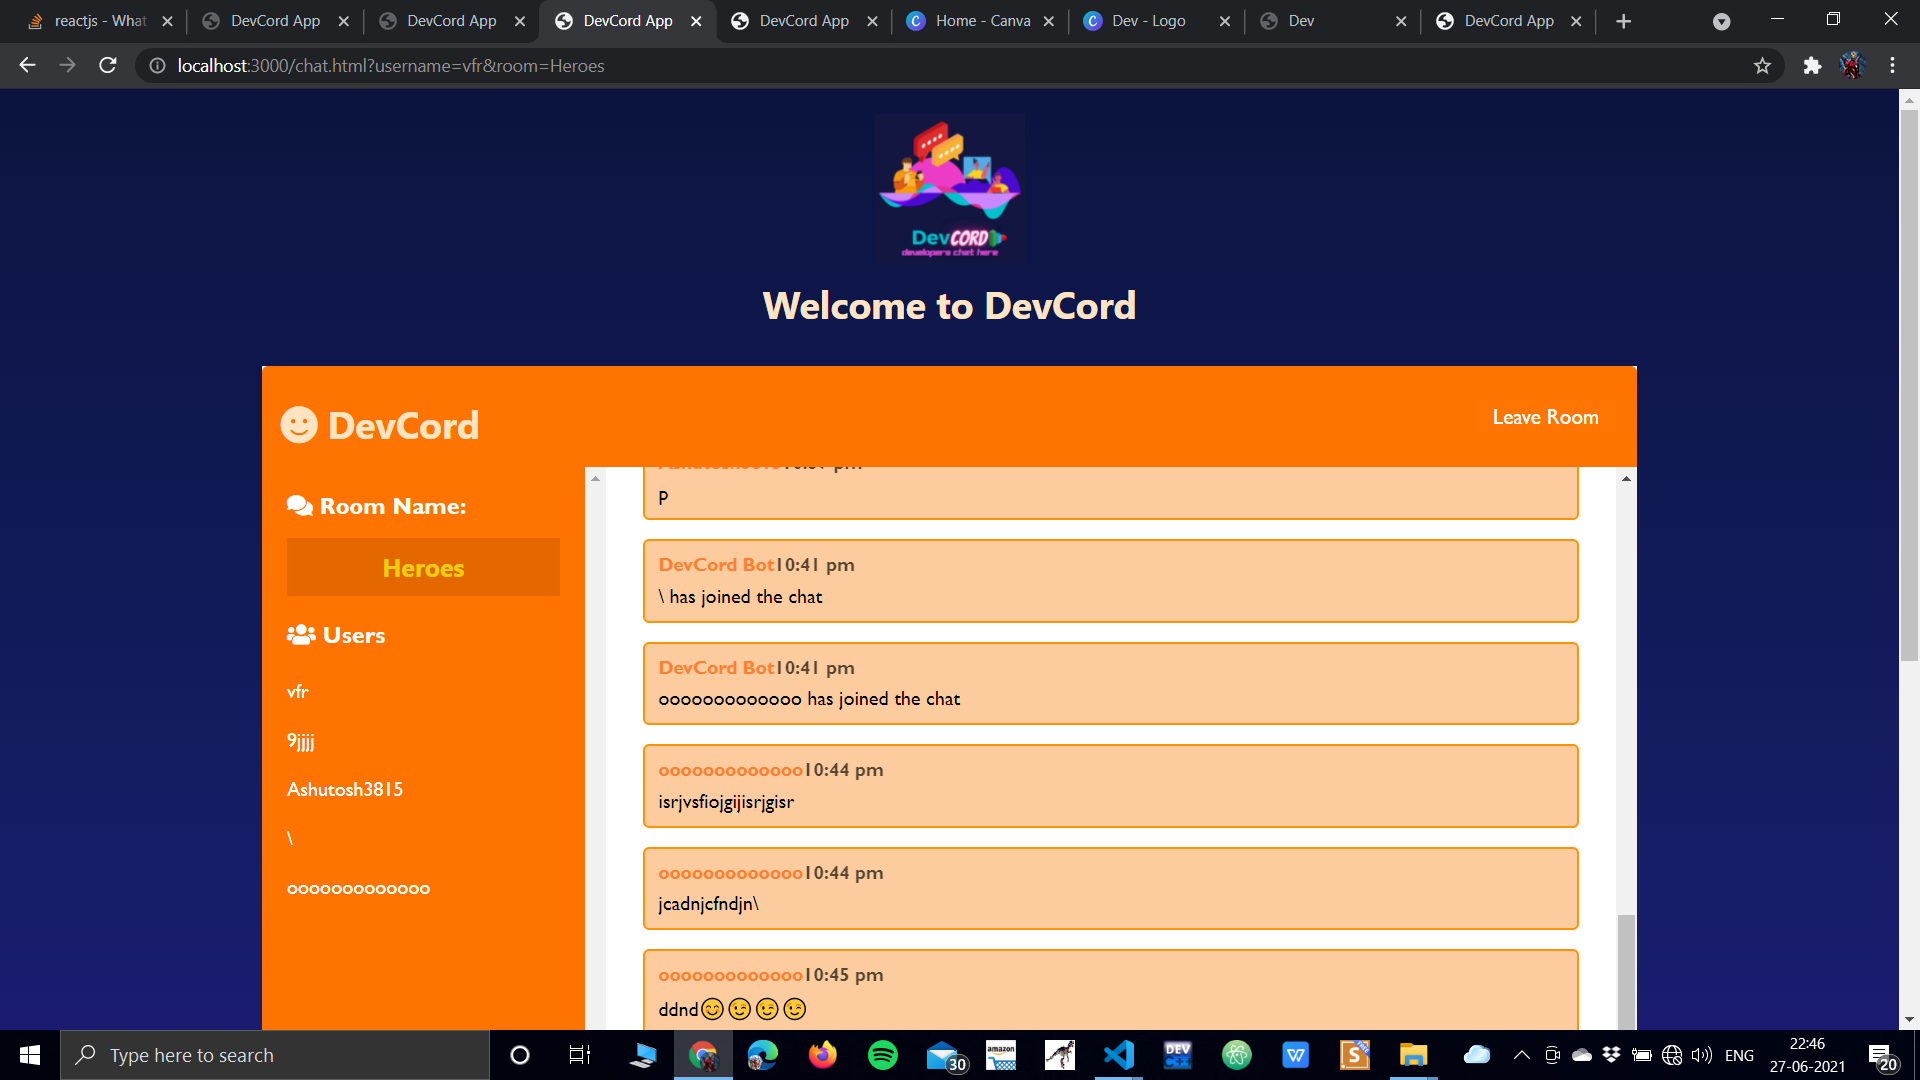 reactjs - What
DevCord App
DevCord App
DevCord App
DevCord App
Home - Canva
Dev - Logo
Dev
DevCord App
localhost:3000/chat.html?username=vfr&room=Heroes
DevCORD
developers chat here
Welcome to DevCord
DevCord
Leave Room
Room Name:
Heroes
Users
vfr
9jjjj
Ashutosh3815
\
ooooooooooooo
P
DevCord Bot10:41 pm
\ has joined the chat
DevCord Bot10:41 pm
ooooooooooooo has joined the chat
ooooooooooooo10:44 pm
isrjvsfiojgijisrjgisr
ooooooooooooo10:44 pm
jcadnjcfndjn\
ooooooooooooo10:45 pm
ddnd😊😉😉😉
Type here to search
30
amazon
DEV
ENG
22:46
27-06-2021
20